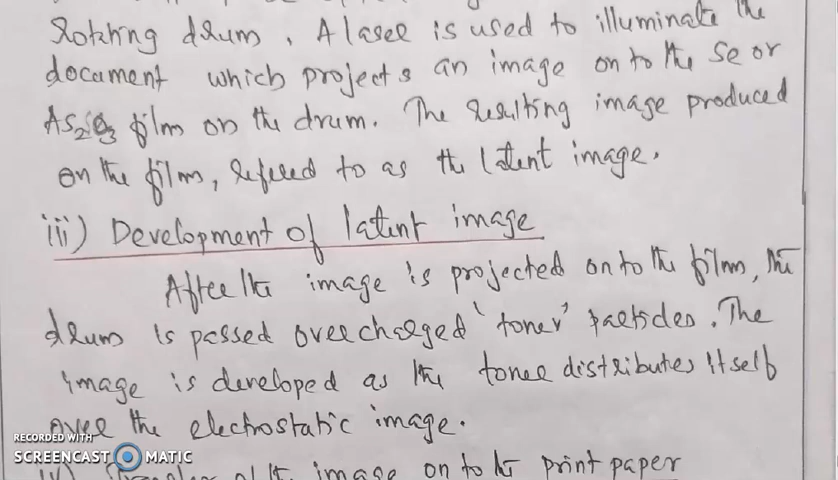 Rotating drum. A laser is used to illuminate the
document which projects an image on to the Se or
As2Se3 film on the drum. The resulting image produced
on the film, refered to as the latent image.
iii) Development of latent image
After the image is projected on to the film, the
drum is passed over charged 'toner' particles. The
image is developed as the toner distributes itself
over the electrostatic image.
RECORDED WITH
SCREENCAST MATIC
iv) Transfer of the image on to the print paper